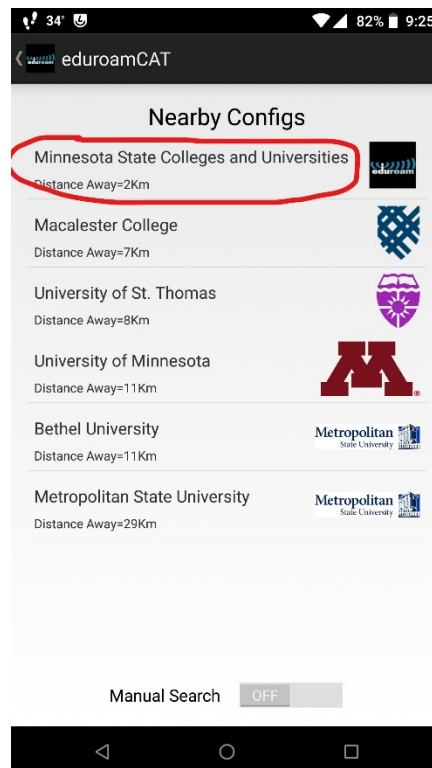 34° 82% 9:25
eduroamCAT
Nearby Configs
Minnesota State Colleges and Universities
Distance Away=2Km
eduroam
Macalester College
Distance Away=7Km
University of St. Thomas
Distance Away=8Km
University of Minnesota
Distance Away=11Km
M
Bethel University
Distance Away=11Km
Metropolitan
State University
Metropolitan State University
Distance Away=29Km
Metropolitan
State University
Manual Search OFF